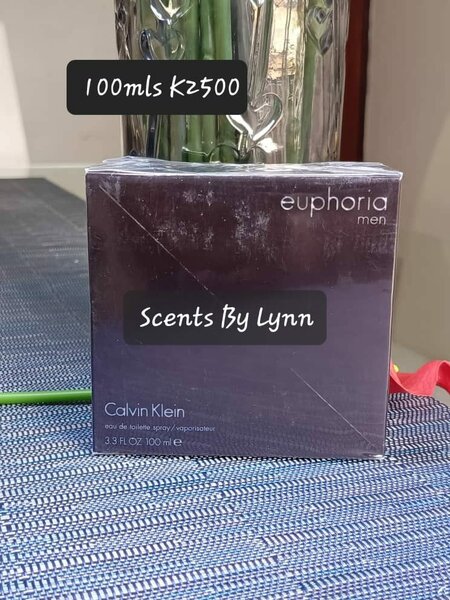 100mls K2500
euphoria
men
Scents By Lynn
Calvin Klein
eau de toilette spray/vaporisateur
3.3 FL OZ 100 ml ℮